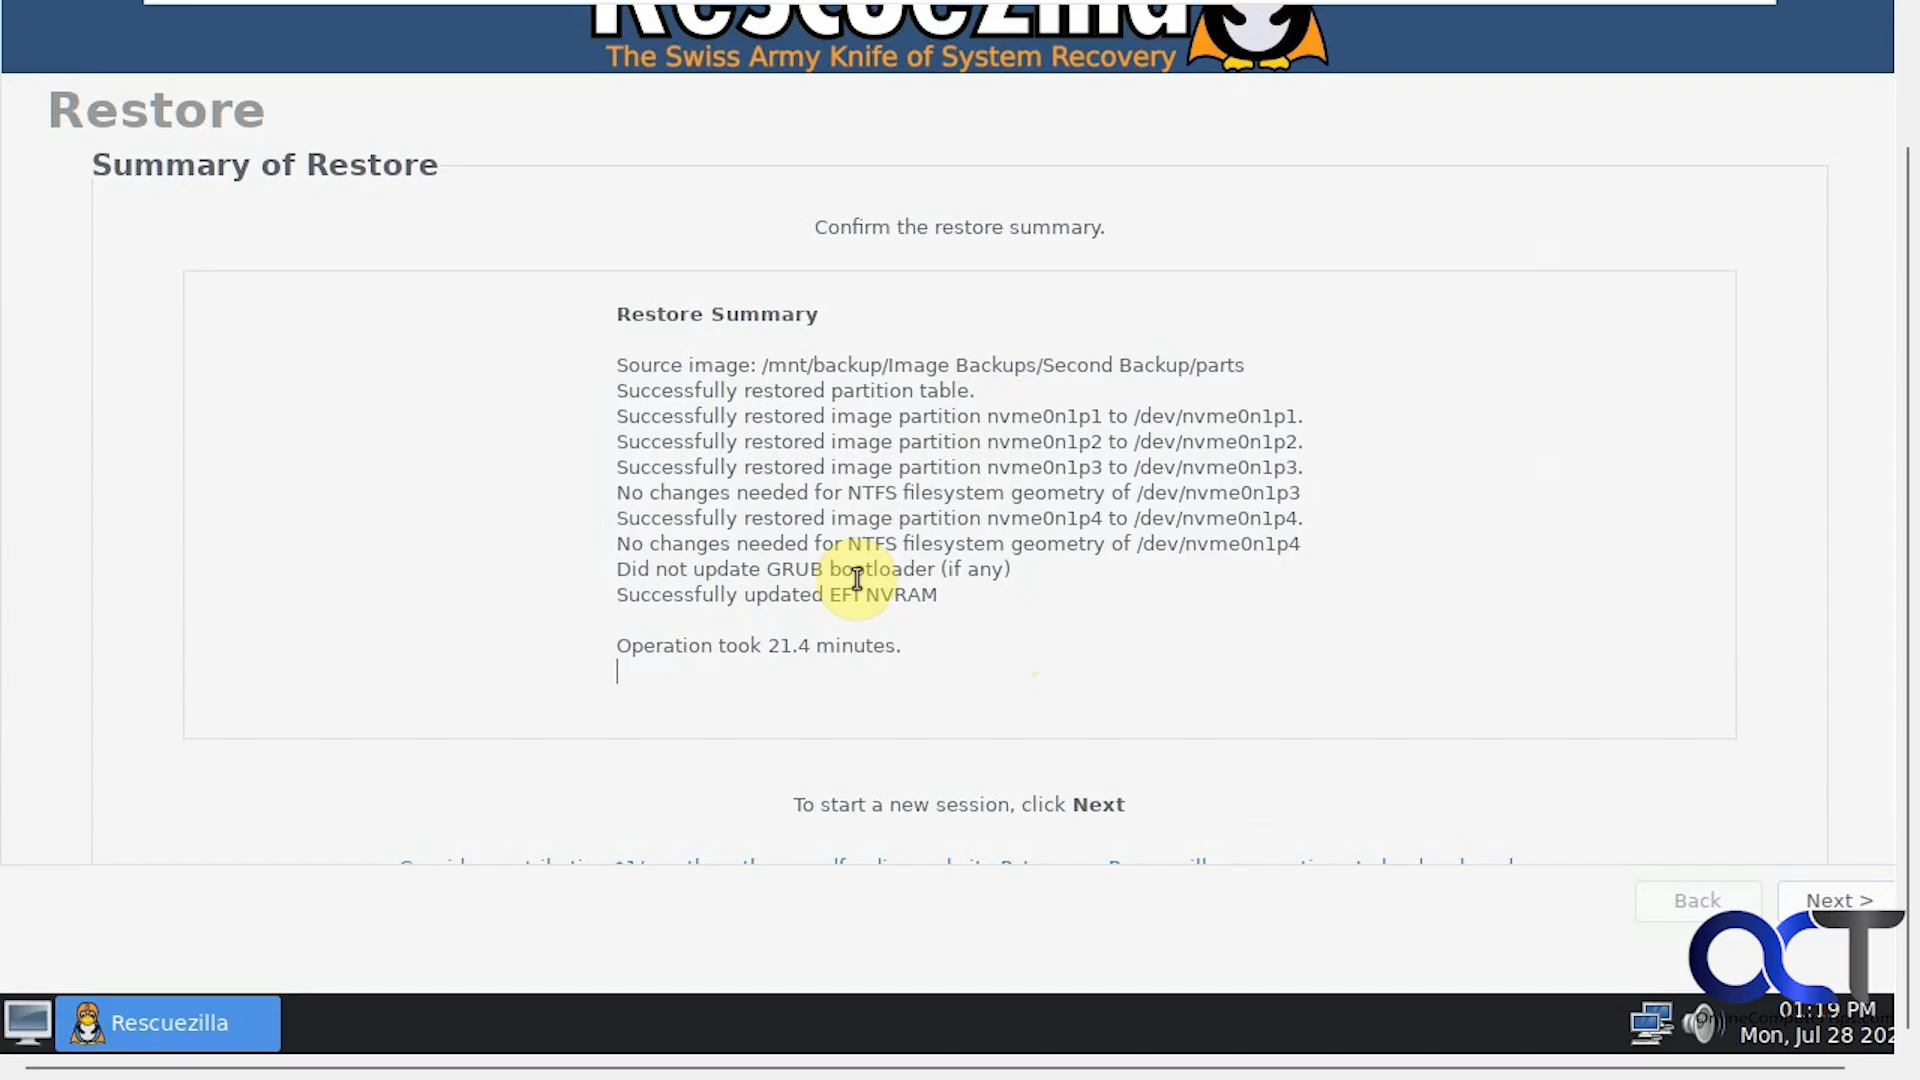 Rescuezilla
The Swiss Army Knife of System Recovery
Restore
Summary of Restore
Confirm the restore summary.
Restore Summary
Source image: /mnt/backup/Image Backups/Second Backup/parts
Successfully restored partition table.
Successfully restored image partition nvme0n1p1 to /dev/nvme0n1p1.
Successfully restored image partition nvme0n1p2 to /dev/nvme0n1p2.
Successfully restored image partition nvme0n1p3 to /dev/nvme0n1p3.
No changes needed for NTFS filesystem geometry of /dev/nvme0n1p3
Successfully restored image partition nvme0n1p4 to /dev/nvme0n1p4.
No changes needed for NTFS filesystem geometry of /dev/nvme0n1p4
Did not update GRUB bootloader (if any)
Successfully updated EFI NVRAM
Operation took 21.4 minutes.
To start a new session, click Next
Back
Next >
OCT
Rescuezilla
01:19 PM
Mon, Jul 28 202